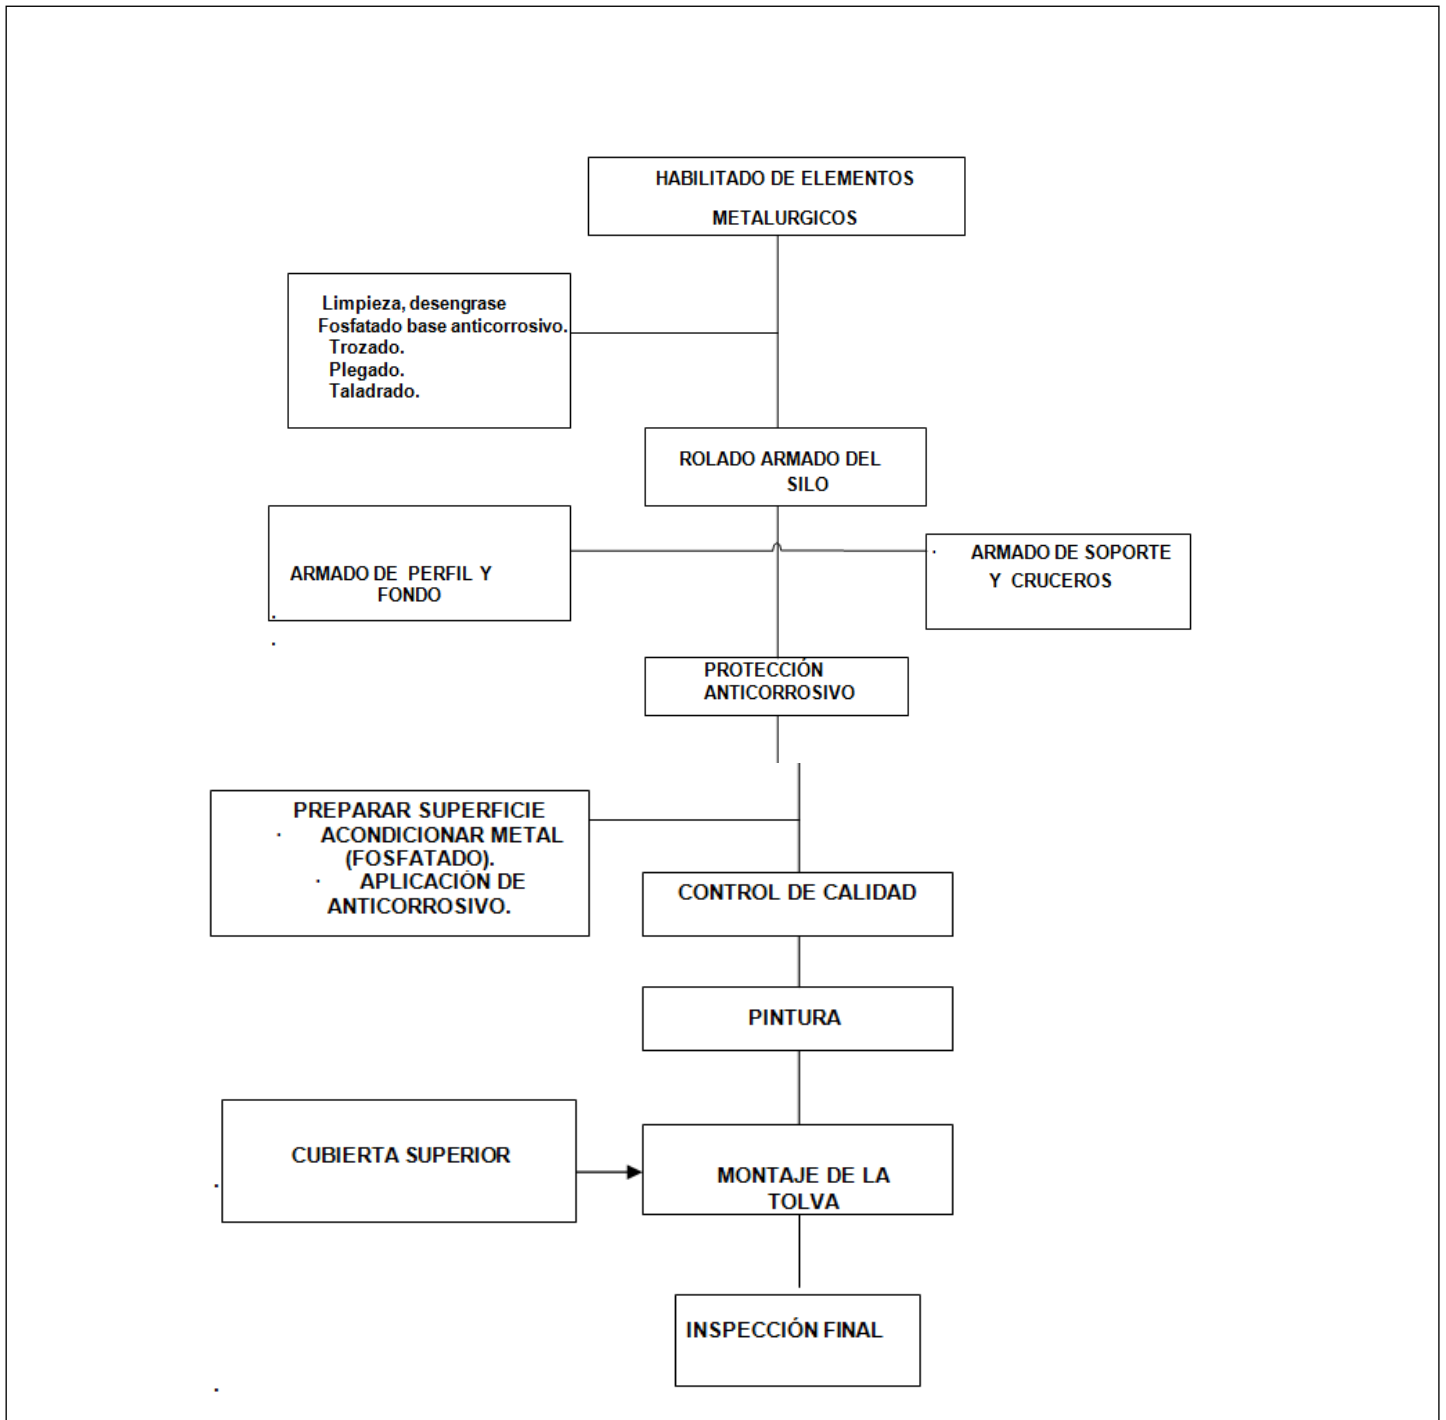 HABILITADO DE ELEMENTOS
METALURGICOS
Limpieza, desengrase
Fosfatado base anticorrosivo.
Trozado.
Plegado.
Taladrado.
ROLADO ARMADO DEL
SILO
ARMADO DE PERFIL Y
FONDO
· ARMADO DE SOPORTE
Y CRUCEROS
PROTECCIÓN
ANTICORROSIVO
PREPARAR SUPERFICIE
· ACONDICIONAR METAL
(FOSFATADO).
· APLICACIÓN DE
ANTICORROSIVO.
CONTROL DE CALIDAD
PINTURA
CUBIERTA SUPERIOR
MONTAJE DE LA
TOLVA
INSPECCIÓN FINAL